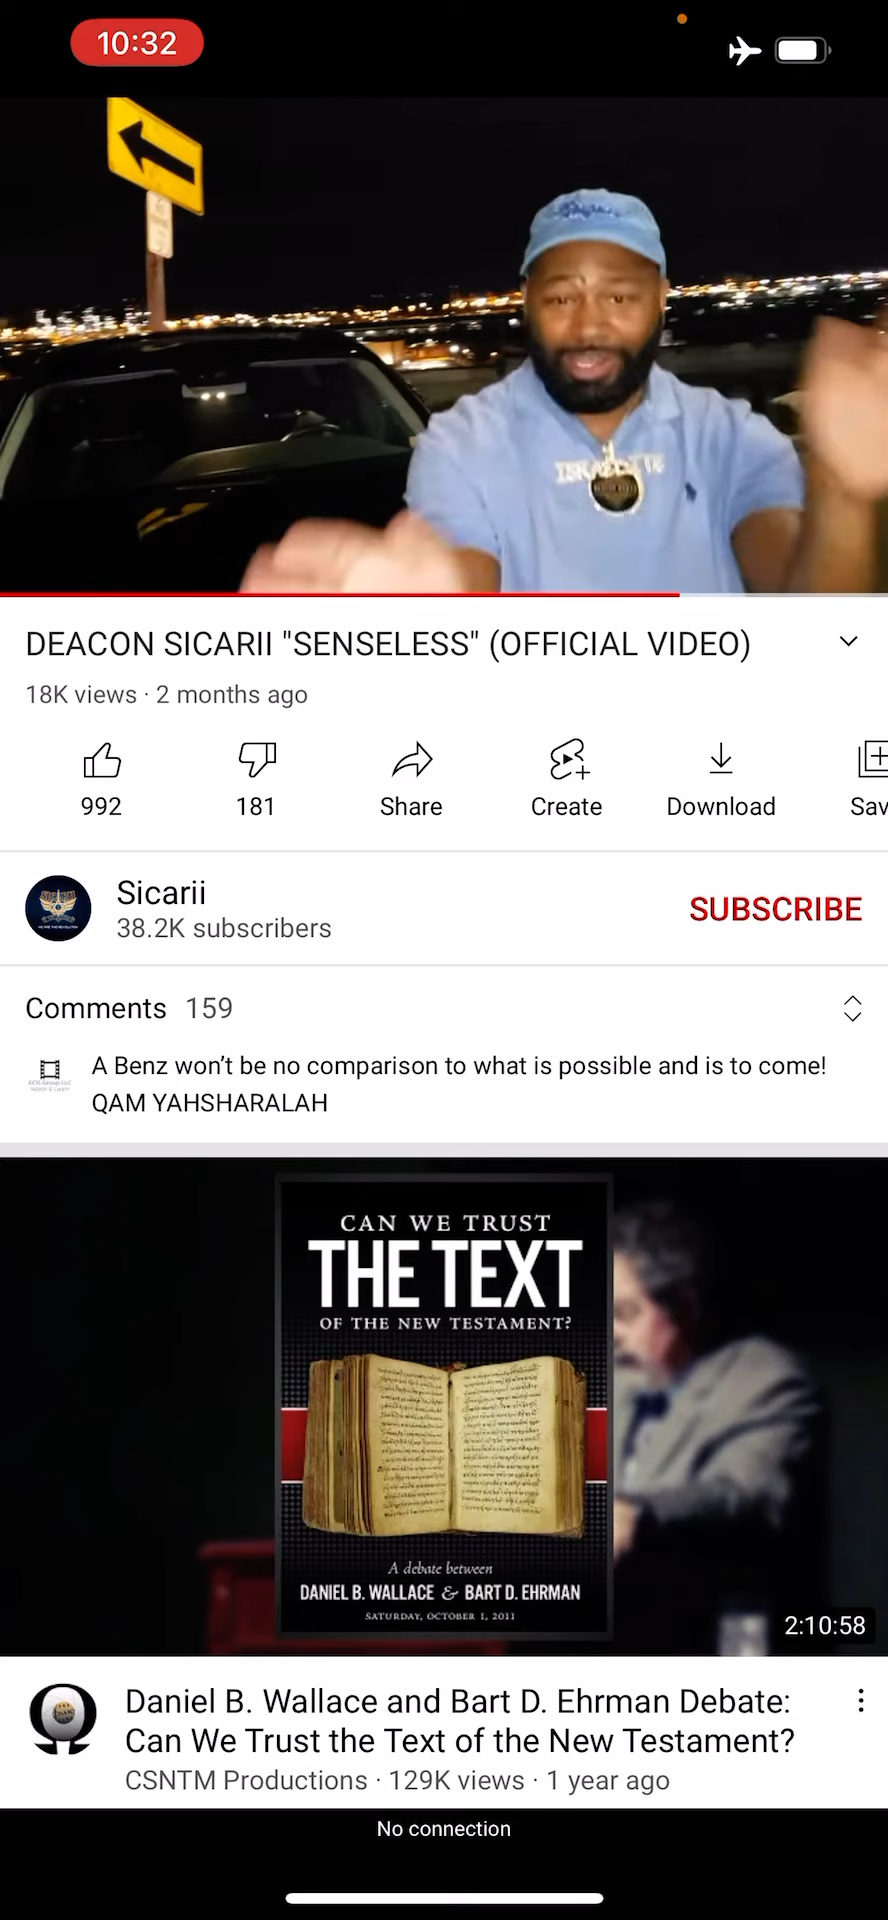 10:32
ISRAELITE
DEACON SICARII "SENSELESS" (OFFICIAL VIDEO)
18K views · 2 months ago
992
181
Share
Create
Download
Sav
Sicarii
38.2K subscribers
SUBSCRIBE
Comments 159
A Benz won’t be no comparison to what is possible and is to come!
QAM YAHSHARALAH
CAN WE TRUST
THE TEXT
OF THE NEW TESTAMENT?
A debate between
DANIEL B. WALLACE & BART D. EHRMAN
SATURDAY, OCTOBER 1, 2011
2:10:58
Daniel B. Wallace and Bart D. Ehrman Debate:
Can We Trust the Text of the New Testament?
CSNTM Productions · 129K views · 1 year ago
No connection